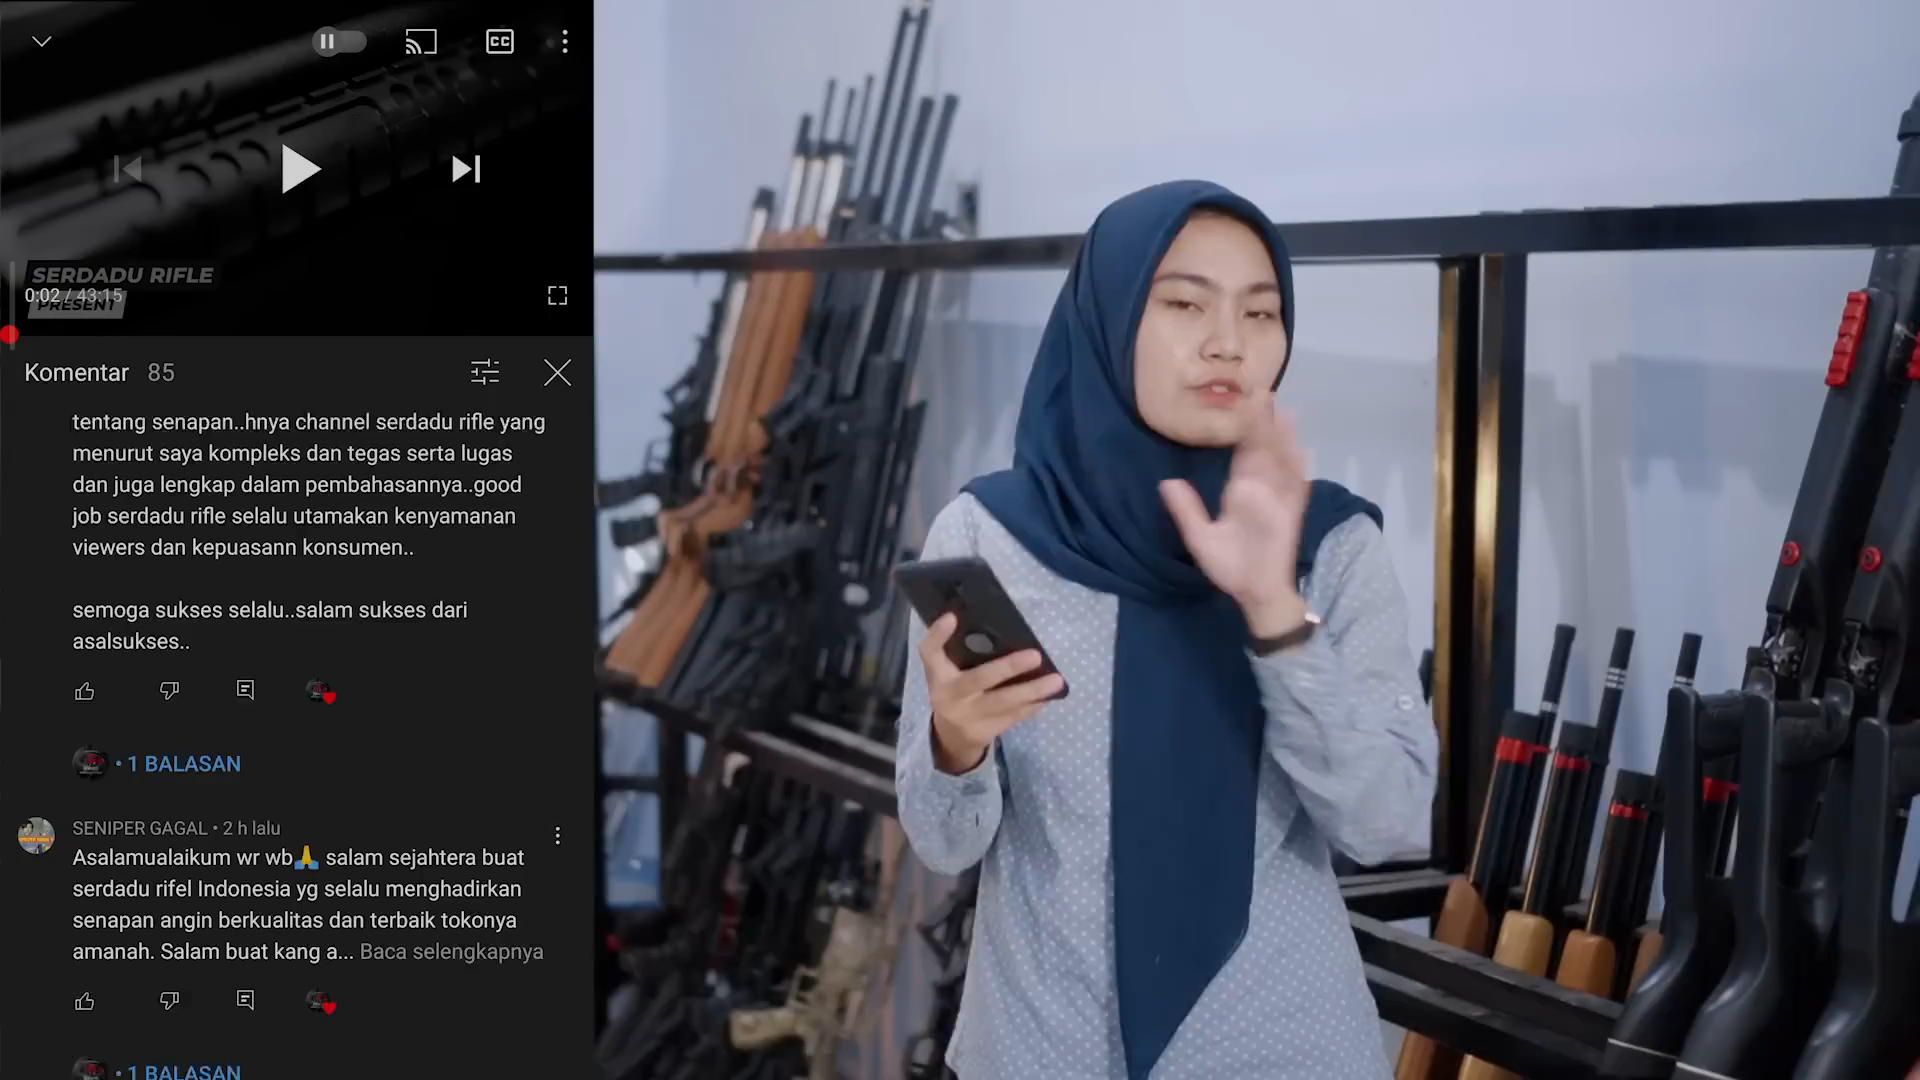 CC
SERDADU RIFLE
0:02 / 43:15
PRESENT
Komentar 85
tentang senapan..hnya channel serdadu rifle yang
menurut saya kompleks dan tegas serta lugas
dan juga lengkap dalam pembahasannya..good
job serdadu rifle selalu utamakan kenyamanan
viewers dan kepuasann konsumen..
semoga sukses selalu..salam sukses dari
asalsukses..
• 1 BALASAN
SENIPER GAGAL • 2 h lalu
Asalamualaikum wr wb🙏 salam sejahtera buat
serdadu rifel Indonesia yg selalu menghadirkan
senapan angin berkualitas dan terbaik tokonya
amanah. Salam buat kang a... Baca selengkapnya
• 1 BALASAN